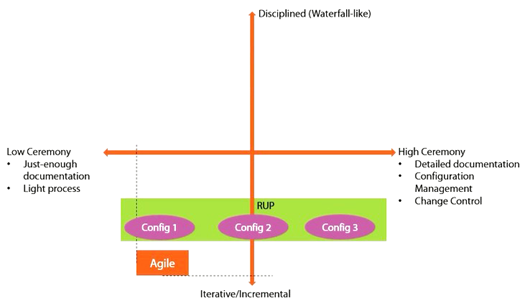 Disciplined (Waterfall-like)
Low Ceremony
• Just-enough
documentation
• Light process
High Ceremony
• Detailed documentation
• Configuration
Management
• Change Control
RUP
Config 1
Config 2
Config 3
Agile
Iterative/Incremental